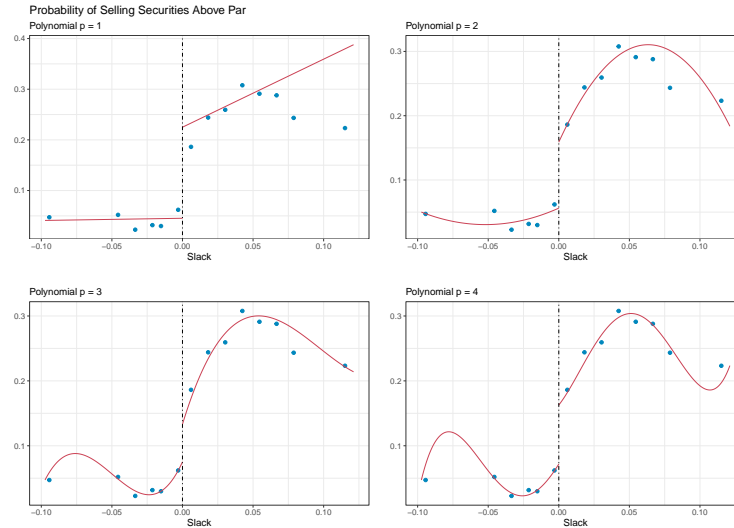 Probability of Selling Securities Above Par
Polynomial p = 1
0.4
0.3
0.2
0.1
−0.10 −0.05 0.00 0.05 0.10
Slack
Polynomial p = 2
0.3
0.2
0.1
−0.10 −0.05 0.00 0.05 0.10
Slack
Polynomial p = 3
0.3
0.2
0.1
−0.10 −0.05 0.00 0.05 0.10
Slack
Polynomial p = 4
0.3
0.2
0.1
−0.10 −0.05 0.00 0.05 0.10
Slack